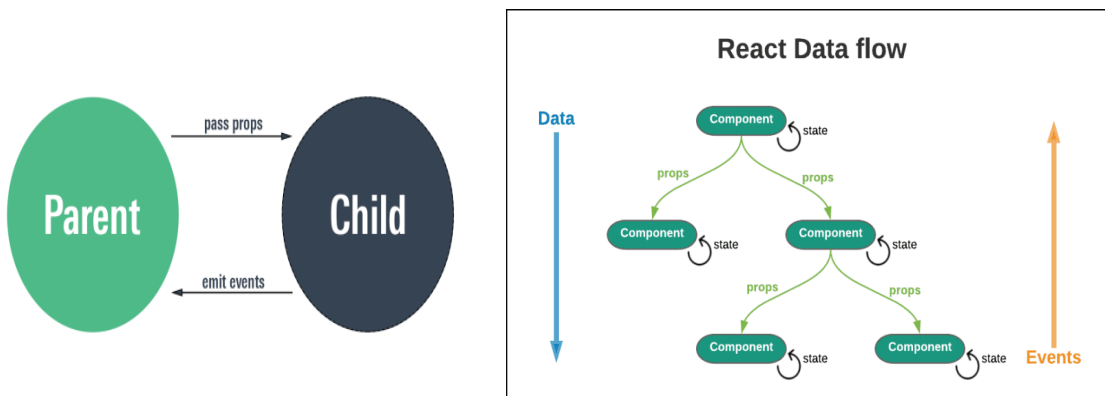 pass props
Parent
Child
emit events
React Data flow
Data
Component
state
props
props
Component
state
Component
state
props
props
Component
state
Component
state
Events